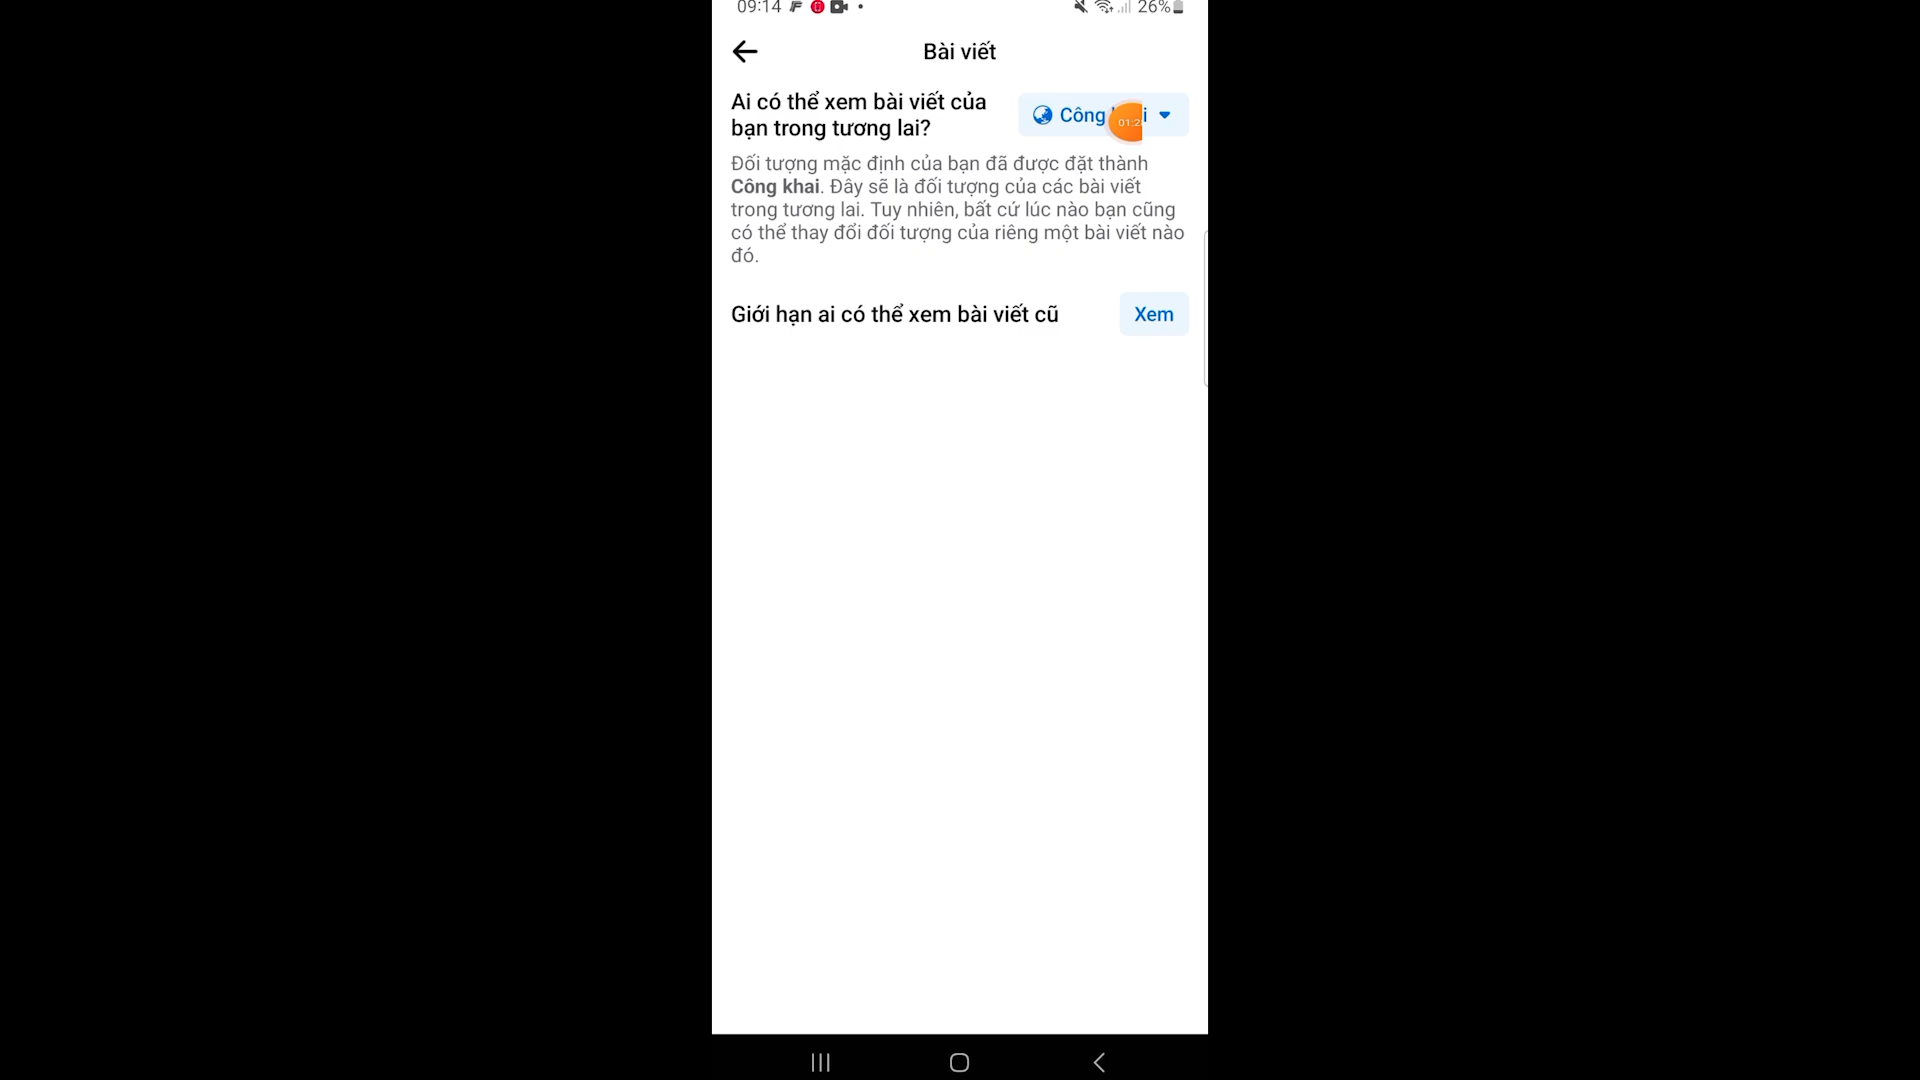 09:14
26%
Bài viết
Ai có thể xem bài viết của
bạn trong tương lai?
Công
01:2
Đối tượng mặc định của bạn đã được đặt thành
Công khai. Đây sẽ là đối tượng của các bài viết
trong tương lai. Tuy nhiên, bất cứ lúc nào bạn cũng
có thể thay đổi đối tượng của riêng một bài viết nào
đó.
Giới hạn ai có thể xem bài viết cũ
Xem